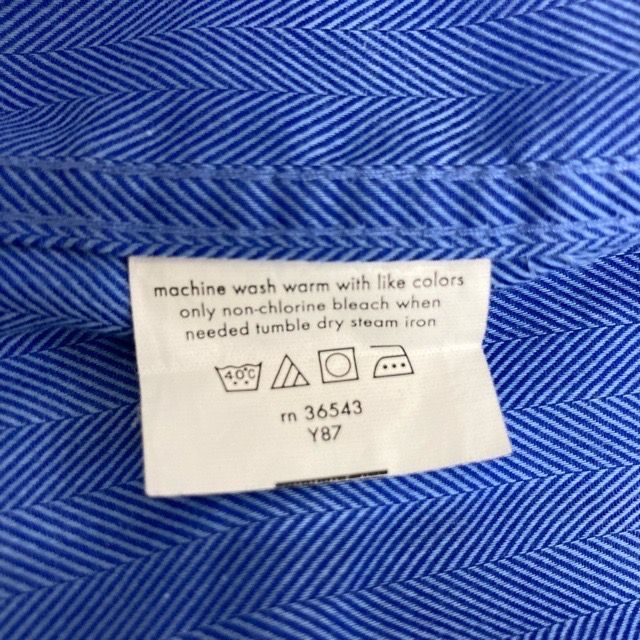 machine wash warm with like colors
only non-chlorine bleach when
needed tumble dry steam iron
40C
rn 36543
Y87